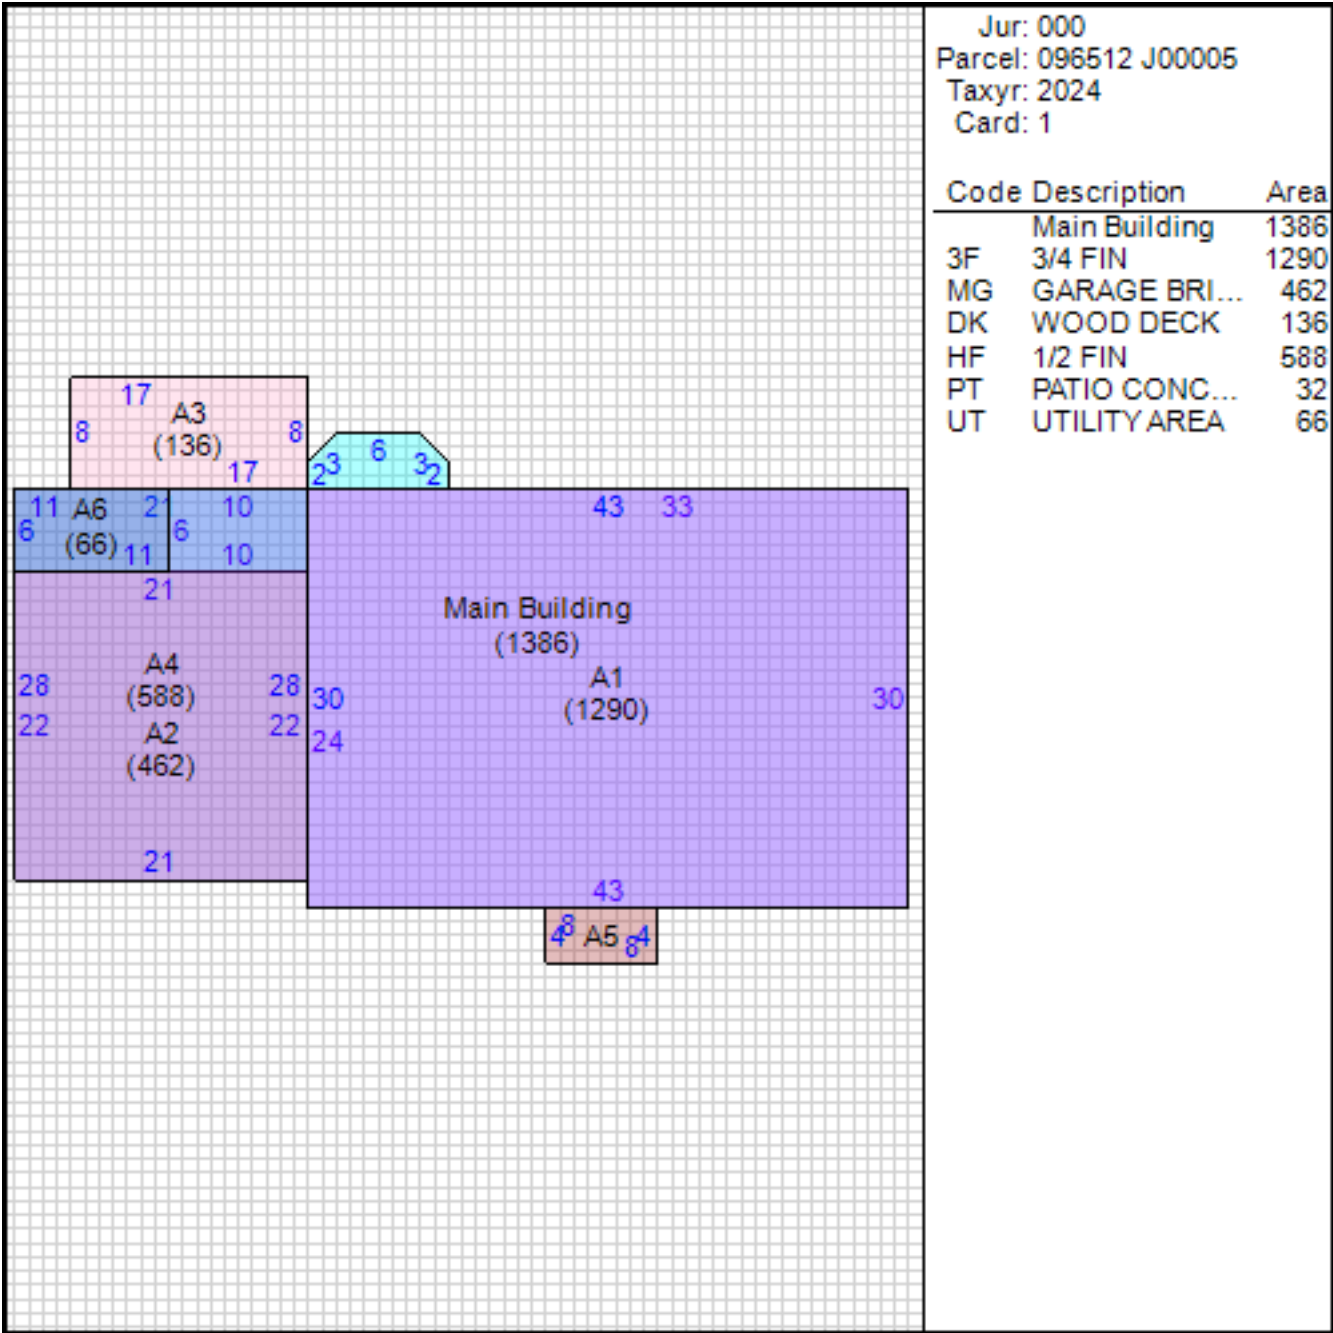 Jur: 000
Parcel: 096512 J00005
Taxyr: 2024
Card: 1
Code Description Area
Main Building 1386
3F 3/4 FIN 1290
MG GARAGE BRI... 462
DK WOOD DECK 136
HF 1/2 FIN 588
PT PATIO CONC... 32
UT UTILITY AREA 66
17
A3
8 8
(136)
17
6
3 3
2 2
11 A6 21 10 43 33
6 6
(66) 11 10
21
Main Building
(1386)
A4 A1
28 (588) 28 30 (1290) 30
22 A2 22 24
(462)
21
43
8
4 A5 4
8